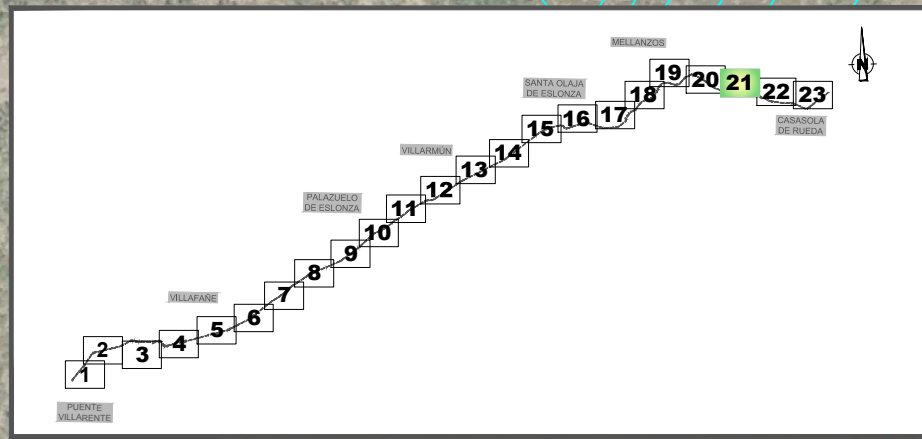 MELLANZOS
N
19
20
21
22
23
SANTA OLAJA
DE ESLONZA
18
17
16
15
CASASOLA
DE RUEDA
VILLARMÚN
14
13
12
PALAZUELO
DE ESLONZA
11
10
9
8
VILLAFAÑE
7
6
5
4
3
2
1
PUENTE
VILLARENTE